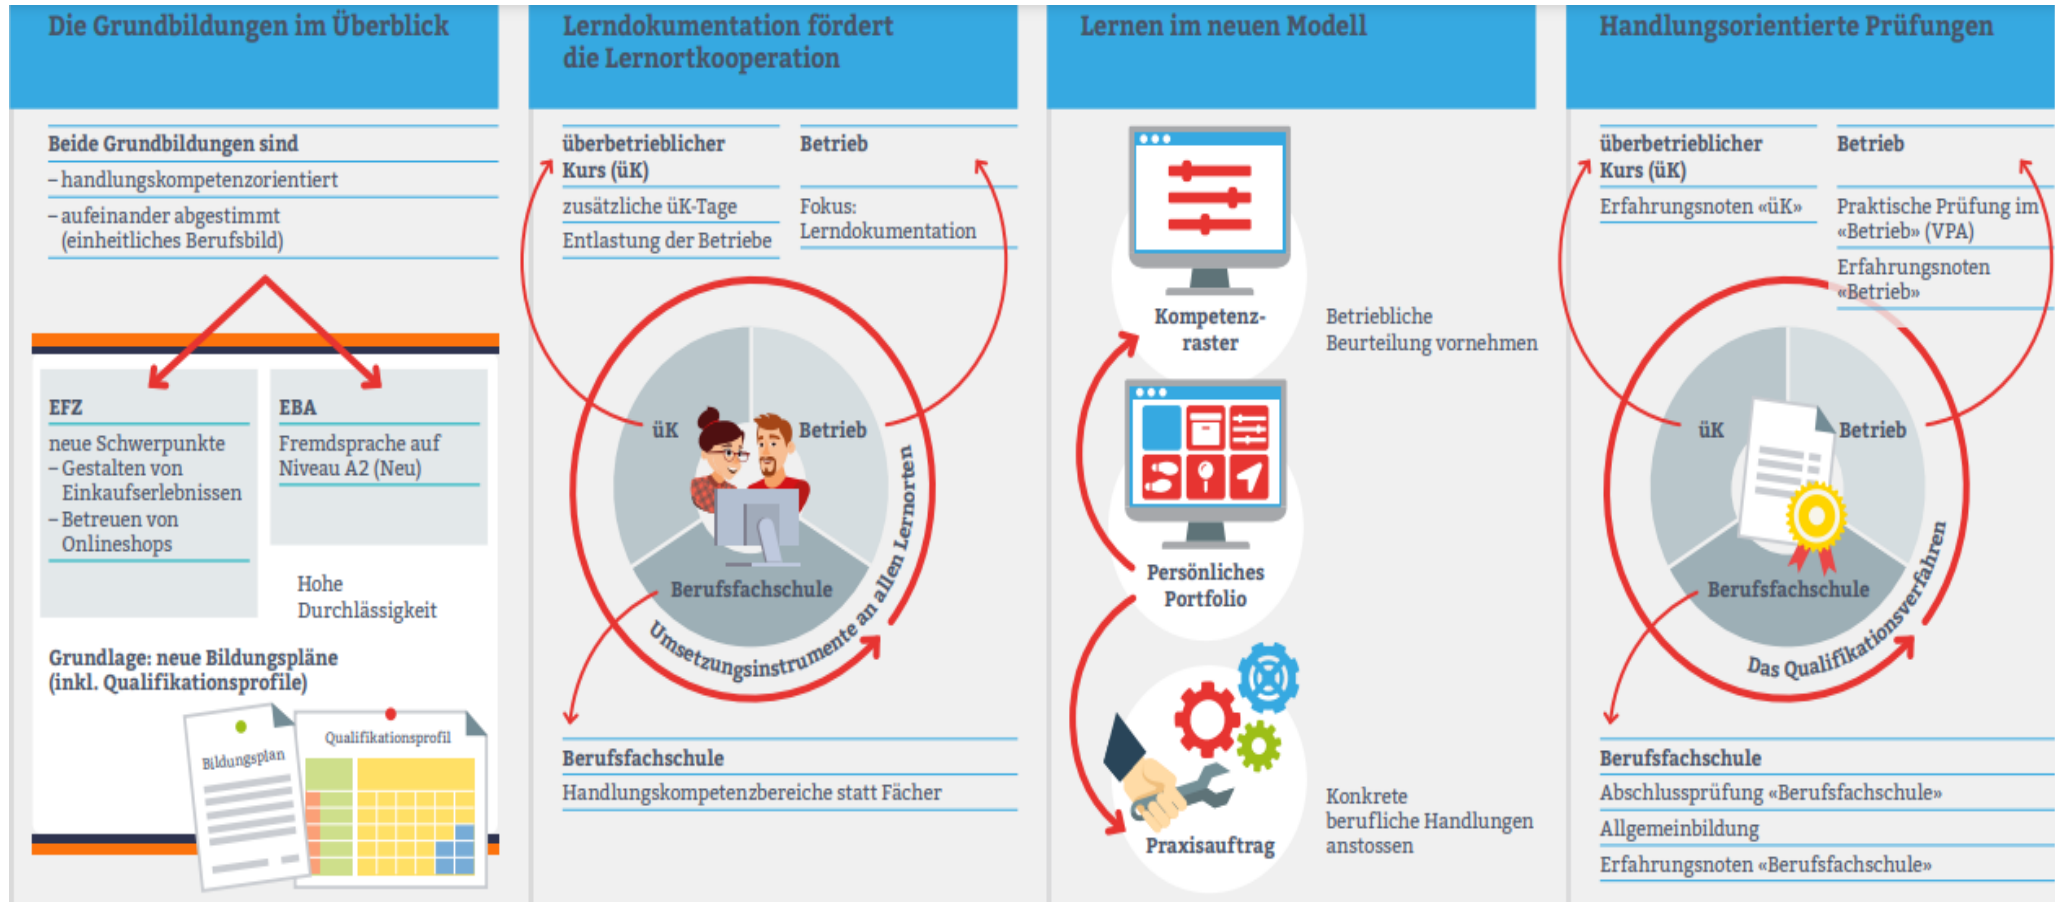 Die Grundbildungen im Überblick
Beide Grundbildungen sind
– handlungskompetenzorientiert
– aufeinander abgestimmt
(einheitliches Berufsbild)
EFZ
neue Schwerpunkte
– Gestalten von
Einkaufserlebnissen
– Betreuen von
Onlineshops
EBA
Fremdsprache auf
Niveau A2 (Neu)
Hohe
Durchlässigkeit
Grundlage: neue Bildungspläne
(inkl. Qualifikationsprofile)
Bildungsplan
Qualifikationsprofil
Lerndokumentation fördert
die Lernortkooperation
überbetrieblicher
Kurs (üK)
zusätzliche üK-Tage
Entlastung der Betriebe
Betrieb
Fokus:
Lerndokumentation
üK
Betrieb
Berufsfachschule
Umsetzungsinstrumente an allen Lernorten
Berufsfachschule
Handlungskompetenzbereiche statt Fächer
Lernen im neuen Modell
Kompetenz-
raster
Betriebliche
Beurteilung vornehmen
Persönliches
Portfolio
Praxisauftrag
Konkrete
berufliche Handlungen
anstossen
Handlungsorientierte Prüfungen
überbetrieblicher
Kurs (üK)
Erfahrungsnoten «üK»
Betrieb
Praktische Prüfung im
«Betrieb» (VPA)
Erfahrungsnoten
«Betrieb»
üK
Betrieb
Berufsfachschule
Das Qualifikationsverfahren
Berufsfachschule
Abschlussprüfung «Berufsfachschule»
Allgemeinbildung
Erfahrungsnoten «Berufsfachschule»